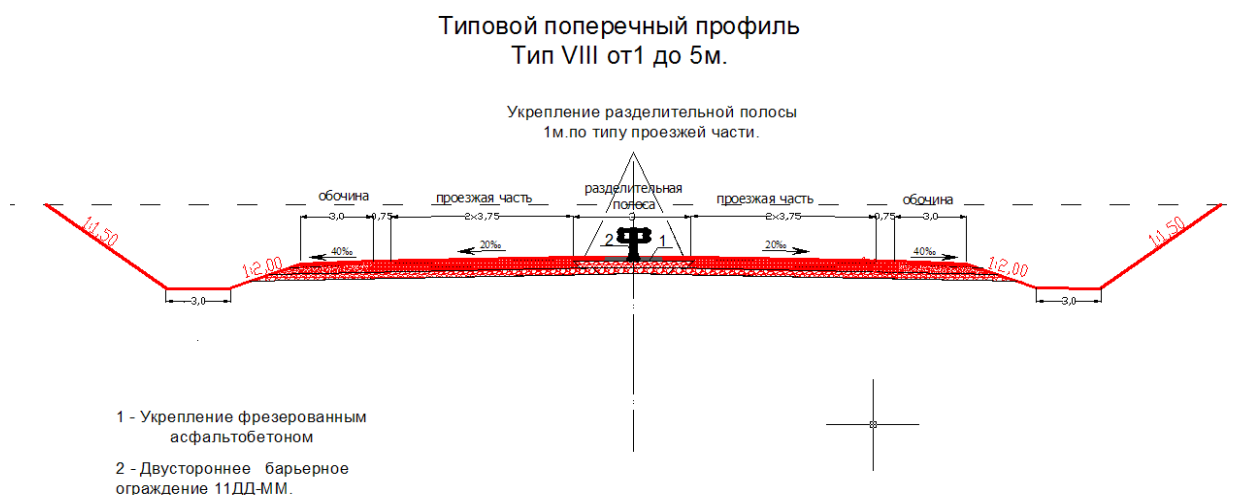 Типовой поперечный профиль
Тип VIII от1 до 5м.
Укрепление разделительной полосы
1м.по типу проезжей части.
обочина
проезжая часть
разделительная
полоса
проезжая часть
обочина
3,0
0,75
2×3,75
2×3,75
0,75
3,0
1:1,50
1:2,00
40‰
20‰
2
1
20‰
40‰
1:2,00
1:1,50
3,0
3,0
1 - Укрепление фрезерованным
асфальтобетоном
2 - Двустороннее барьерное
ограждение 11ДД-ММ.